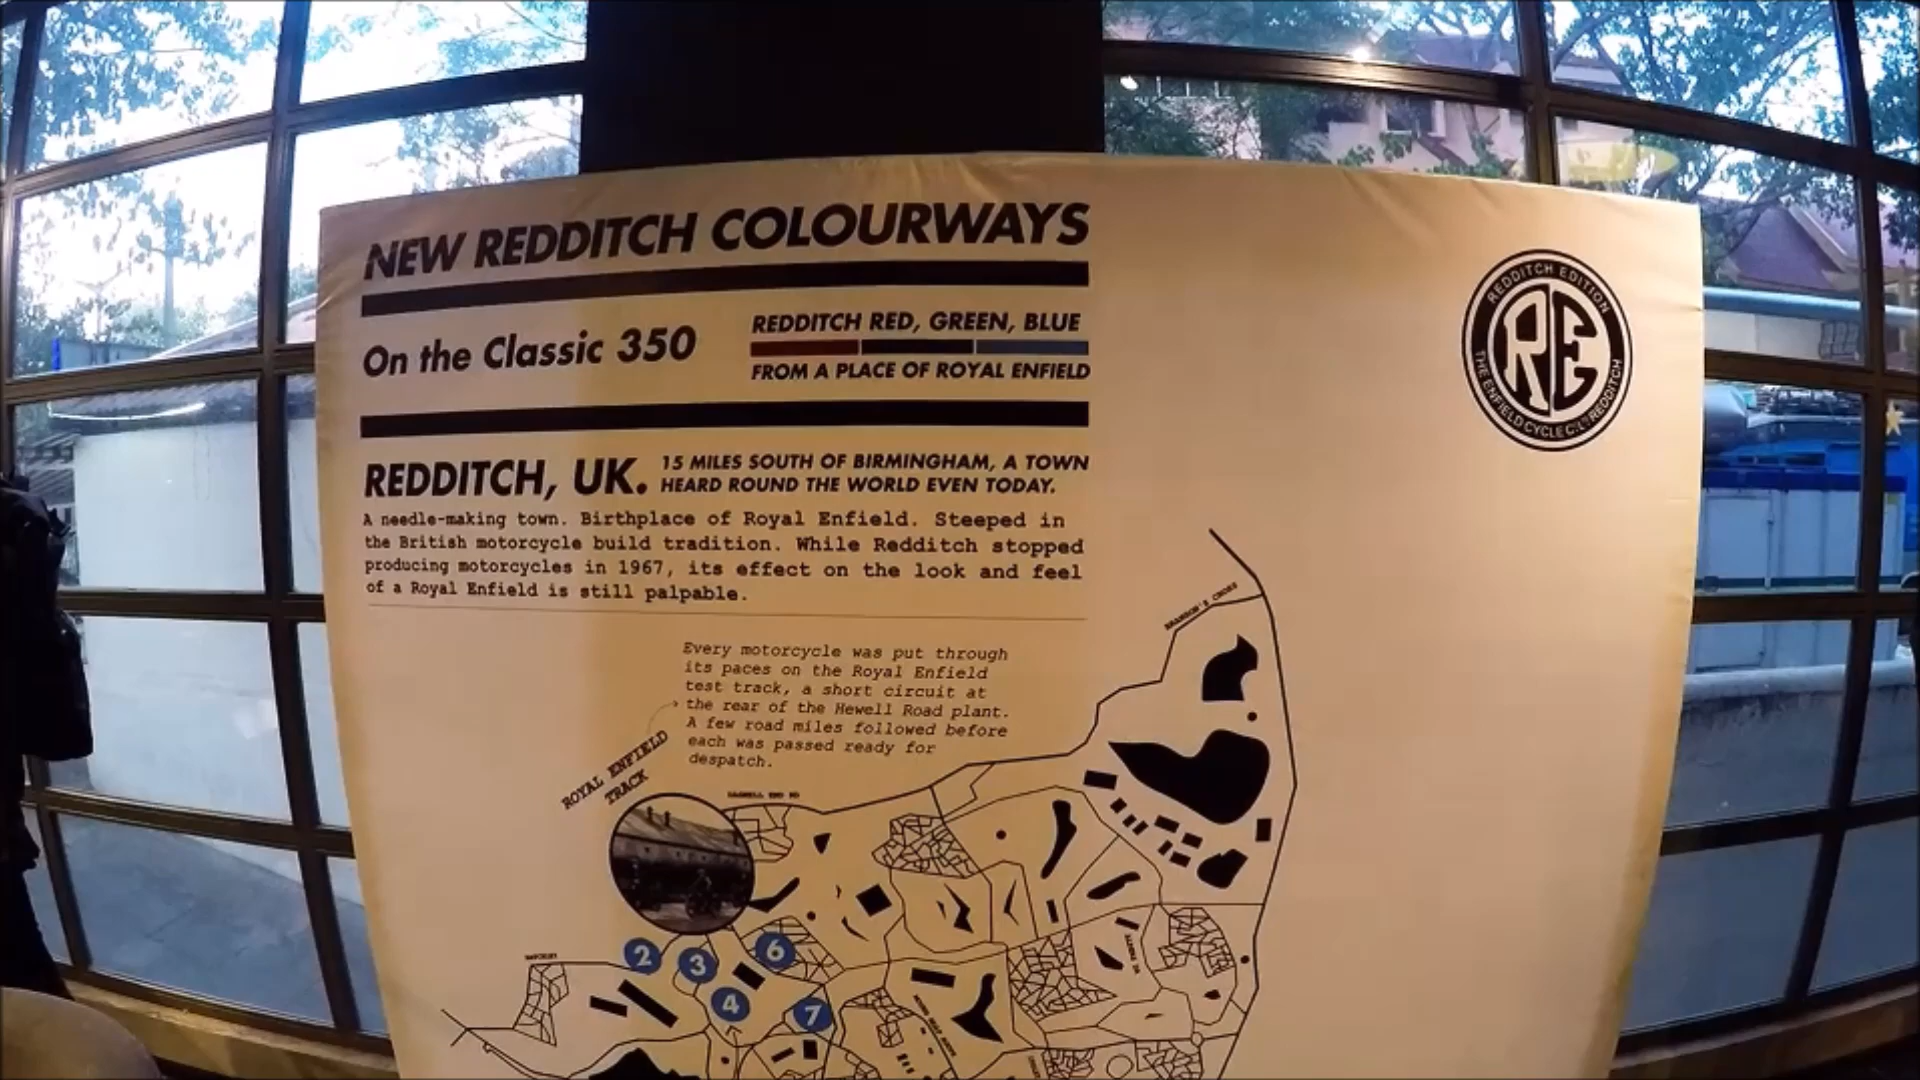 NEW REDDITCH COLOURWAYS
On the Classic 350
REDDITCH RED, GREEN, BLUE
FROM A PLACE OF ROYAL ENFIELD
REDDITCH EDITION
RE
THE ENFIELD CYCLE CO. LTD REDDITCH
REDDITCH, UK.
15 MILES SOUTH OF BIRMINGHAM, A TOWN
HEARD ROUND THE WORLD EVEN TODAY.
A needle-making town. Birthplace of Royal Enfield. Steeped in
the British motorcycle build tradition. While Redditch stopped
producing motorcycles in 1967, its effect on the look and feel
of a Royal Enfield is still palpable.
Every motorcycle was put through
its paces on the Royal Enfield
test track, a short circuit at
the rear of the Hewell Road plant.
A few road miles followed before
each was passed ready for
despatch.
ROYAL ENFIELD
TRACK
2
3
6
4
7